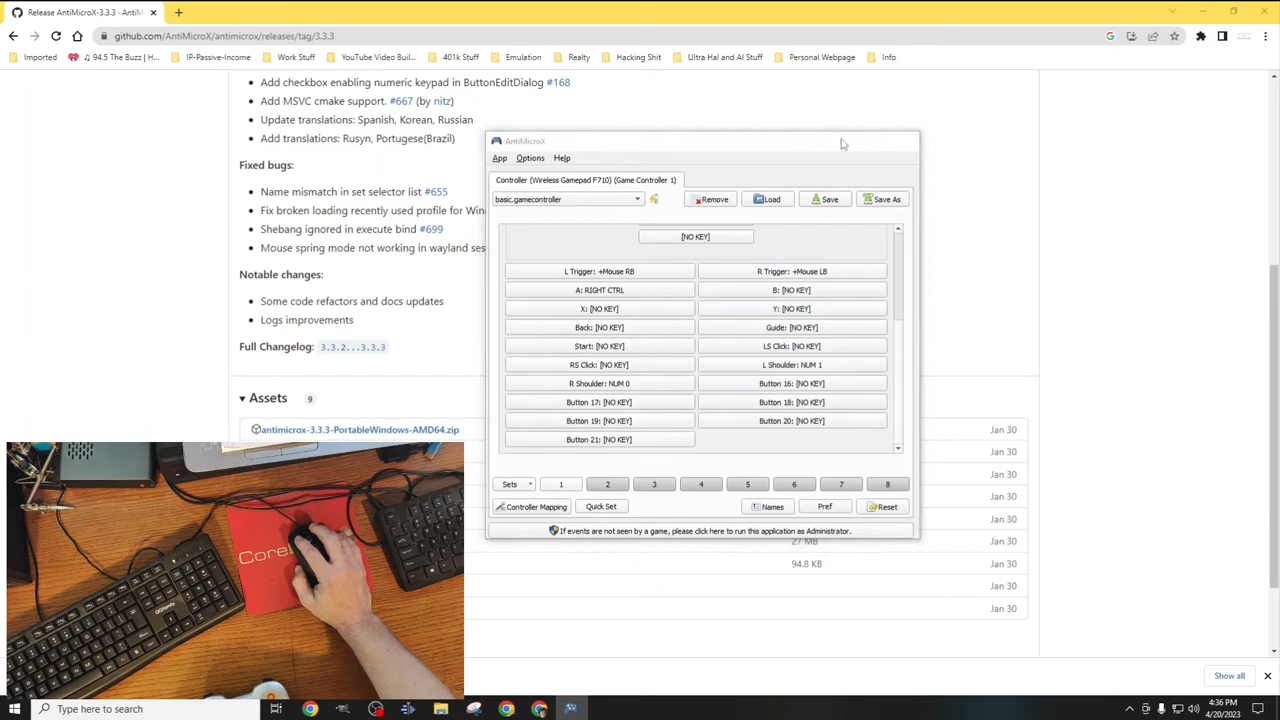 Release AntiMicroX-3.3.3 · AntiM
github.com/AntiMicroX/antimicrox/releases/tag/3.3.3
Imported
94.5 The Buzz | H...
IP-Passive-Income
Work Stuff
YouTube Video Buil...
401k Stuff
Emulation
Realty
Hacking Shit
Ultra Hal and AI Stuff
Personal Webpage
Info
Add checkbox enabling numeric keypad in ButtonEditDialog #168
Add MSVC cmake support. #667 (by nitz)
Update translations: Spanish, Korean, Russian
Add translations: Rusyn, Portugese(Brazil)
Fixed bugs:
Name mismatch in set selector list #655
Fix broken loading recently used profile for Win
Shebang ignored in execute bind #699
Mouse spring mode not working in wayland ses
Notable changes:
Some code refactors and docs updates
Logs improvements
Full Changelog: 3.3.2...3.3.3
Assets 9
antimicrox-3.3.3-PortableWindows-AMD64.zip
Jan 30
Jan 30
Jan 30
Jan 30
Jan 30
27 MB Jan 30
94.8 KB Jan 30
Jan 30
Jan 30
AntiMicroX
App Options Help
Controller (Wireless Gamepad F710) (Game Controller 1)
basic.gamecontroller
Remove Load Save Save As
[NO KEY]
L Trigger: +Mouse RB R Trigger: +Mouse LB
A: RIGHT CTRL B: [NO KEY]
X: [NO KEY] Y: [NO KEY]
Back: [NO KEY] Guide: [NO KEY]
Start: [NO KEY] LS Click: [NO KEY]
RS Click: [NO KEY] L Shoulder: NUM 1
R Shoulder: NUM 0 Button 16: [NO KEY]
Button 17: [NO KEY] Button 18: [NO KEY]
Button 19: [NO KEY] Button 20: [NO KEY]
Button 21: [NO KEY]
Sets 1 2 3 4 5 6 7 8
Controller Mapping Quick Set Names Pref Reset
If events are not seen by a game, please click here to run this application as Administrator.
Show all
Type here to search
4:36 PM
4/20/2023